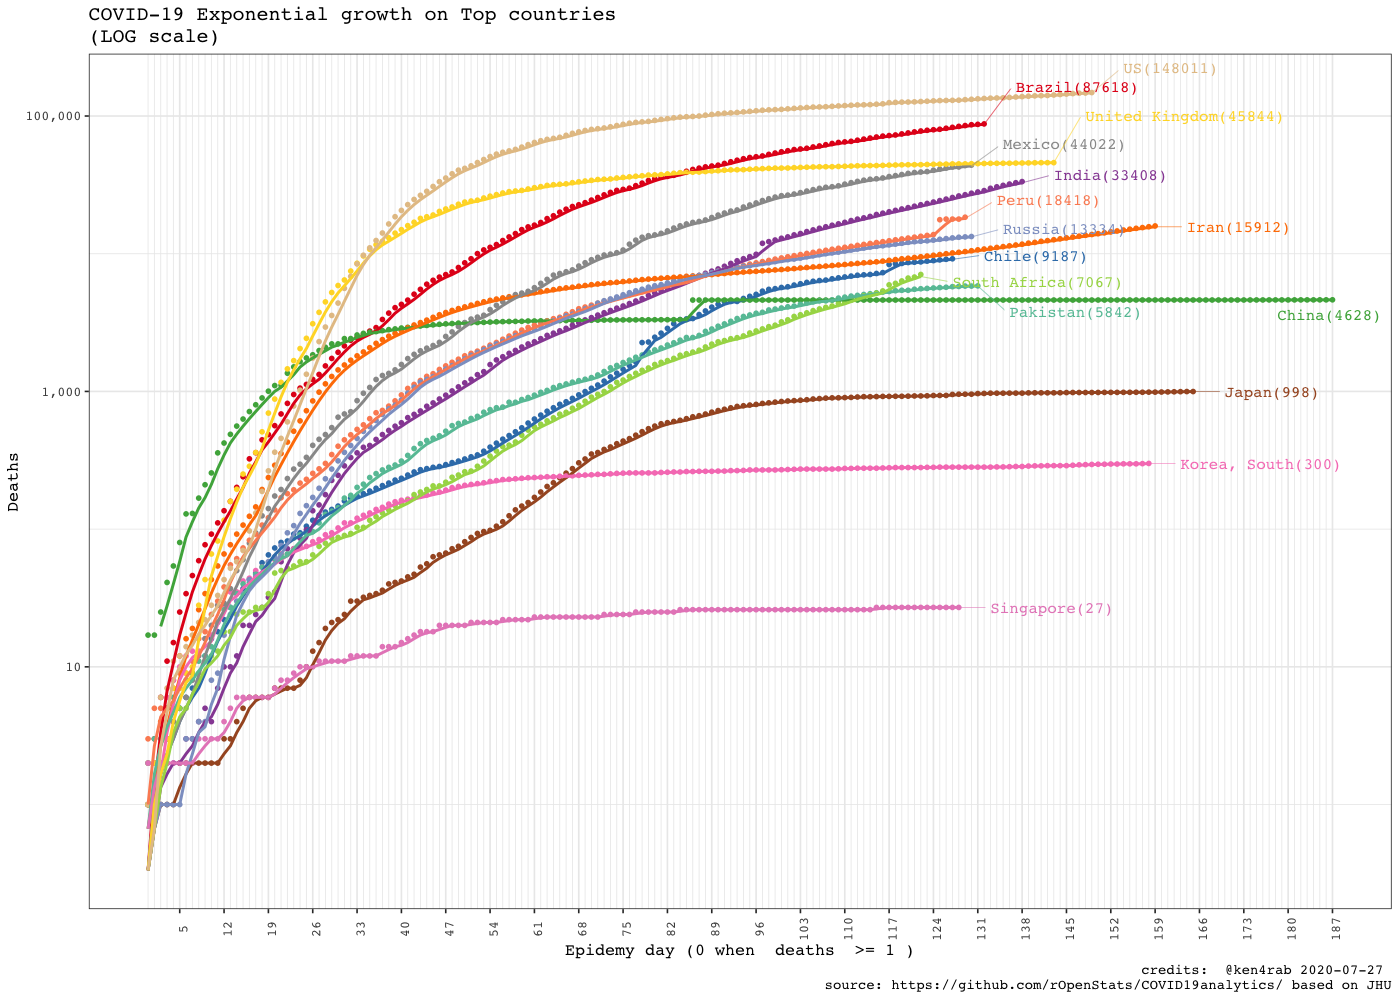 COVID-19 Exponential growth on Top countries
(LOG scale)
US(148011)
Brazil(87618)
100,000
United Kingdom(45844)
Mexico(44022)
India(33408)
Peru(18418)
Iran(15912)
Russia(13334)
Chile(9187)
South Africa(7067)
Pakistan(5842)
China(4628)
1,000
Japan(998)
Korea, South(300)
Deaths
Singapore(27)
10
5 12 19 26 33 40 47 54 61 68 75 82 89 96 103 110 117 124 131 138 145 152 159 166 173 180 187
Epidemy day (0 when  deaths  >= 1 )
credits:  @ken4rab 2020-07-27
source: https://github.com/rOpenStats/COVID19analytics/ based on JHU